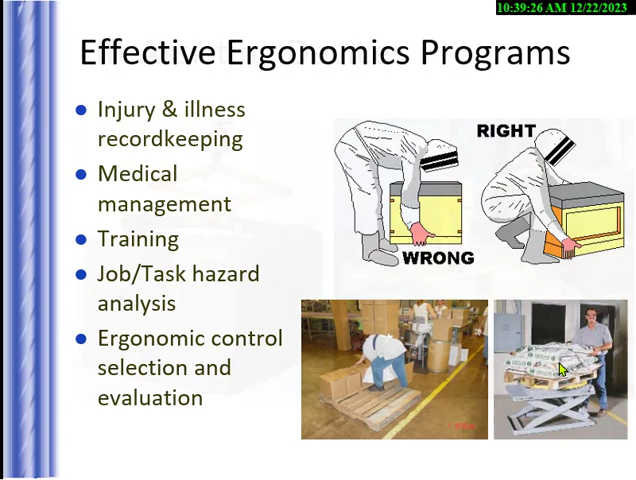 10:39:26 AM 12/22/2023
Effective Ergonomics Programs
Injury & illness
recordkeeping
Medical
management
Training
Job/Task hazard
analysis
Ergonomic control
selection and
evaluation
RIGHT
WRONG